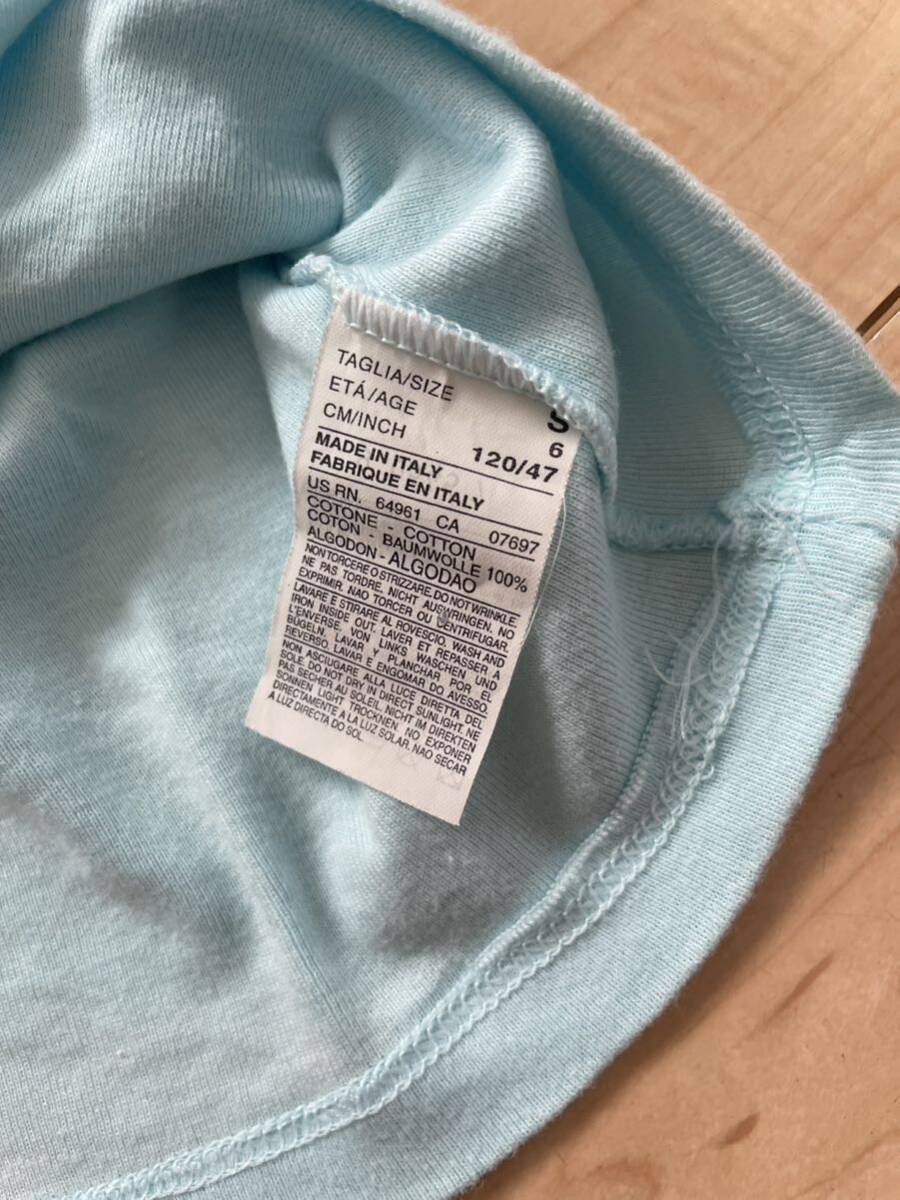 TAGLIA/SIZE S
ETÁ/AGE 6
CM/INCH 120/47
MADE IN ITALY
FABRIQUE EN ITALY
US RN. 64961 CA 07697
COTONE - COTTON
COTON - BAUMWOLLE 100%
ALGODON - ALGODAO
NON TORCERE O STRIZZARE. DO NOT WRINKLE.
NE PAS TORDRE. NICHT AUSWRINGEN. NO
EXPRIMIR. NAO TORCER OU CENTRIFUGAR.
LAVARE E STIRARE AL ROVESCIO. WASH AND
IRON INSIDE OUT. LAVER ET REPASSER A
L'ENVERSE. VON LINKS WASCHEN UND
BÜGELN. LAVAR Y PLANCHAR POR EL
REVERSO. LAVAR E ENGOMAR DO AVESSO.
NON ASCIUGARE ALLA LUCE DIRETTA DEL
SOLE. DO NOT DRY IN DIRECT SUNLIGHT. NE
PAS SECHER AU SOLEIL. NICHT IM DIREKTEN
SONNEN LIGHT TROCKNEN. NO EXPONER
DIRECTAMENTE A LA LUZ SOLAR. NAO SECAR
A LUZ DIRECTA DO SOL.